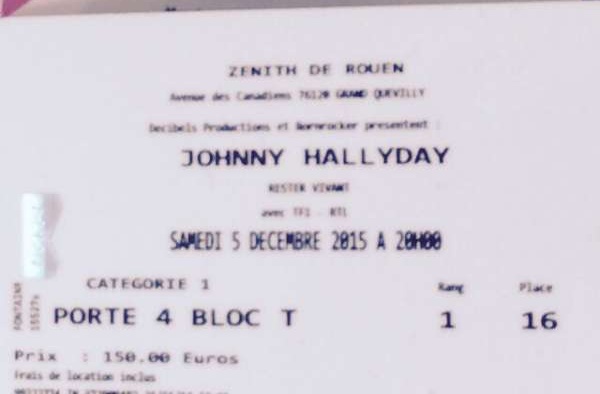 ZENITH DE ROUEN
Avenue des Canadiens 76120 GRAND QUEVILLY
Decibels Productions et Bornrocker presentent :
JOHNNY HALLYDAY
RESTER VIVANT
avec TF1 - RTL
SAMEDI 5 DECEMBRE 2015 A 20H00
CATEGORIE 1 Rang Place
PORTE 4 BLOC T 1 16
Prix : 150.00 Euros
Frais de location inclus